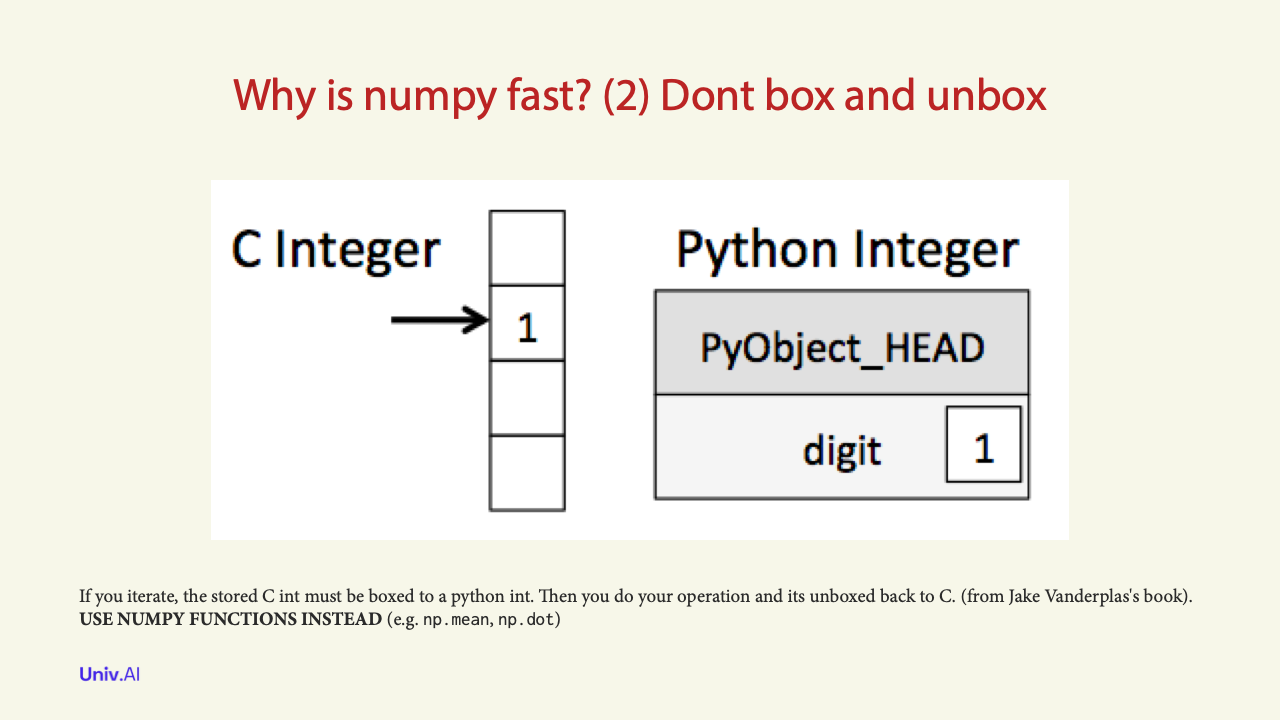 Why is numpy fast? (2) Dont box and unbox
C Integer
1
Python Integer
PyObject_HEAD
digit
1
If you iterate, the stored C int must be boxed to a python int. Then you do your operation and its unboxed back to C. (from Jake Vanderplas's book).
USE NUMPY FUNCTIONS INSTEAD (e.g. np.mean, np.dot)
Univ.AI